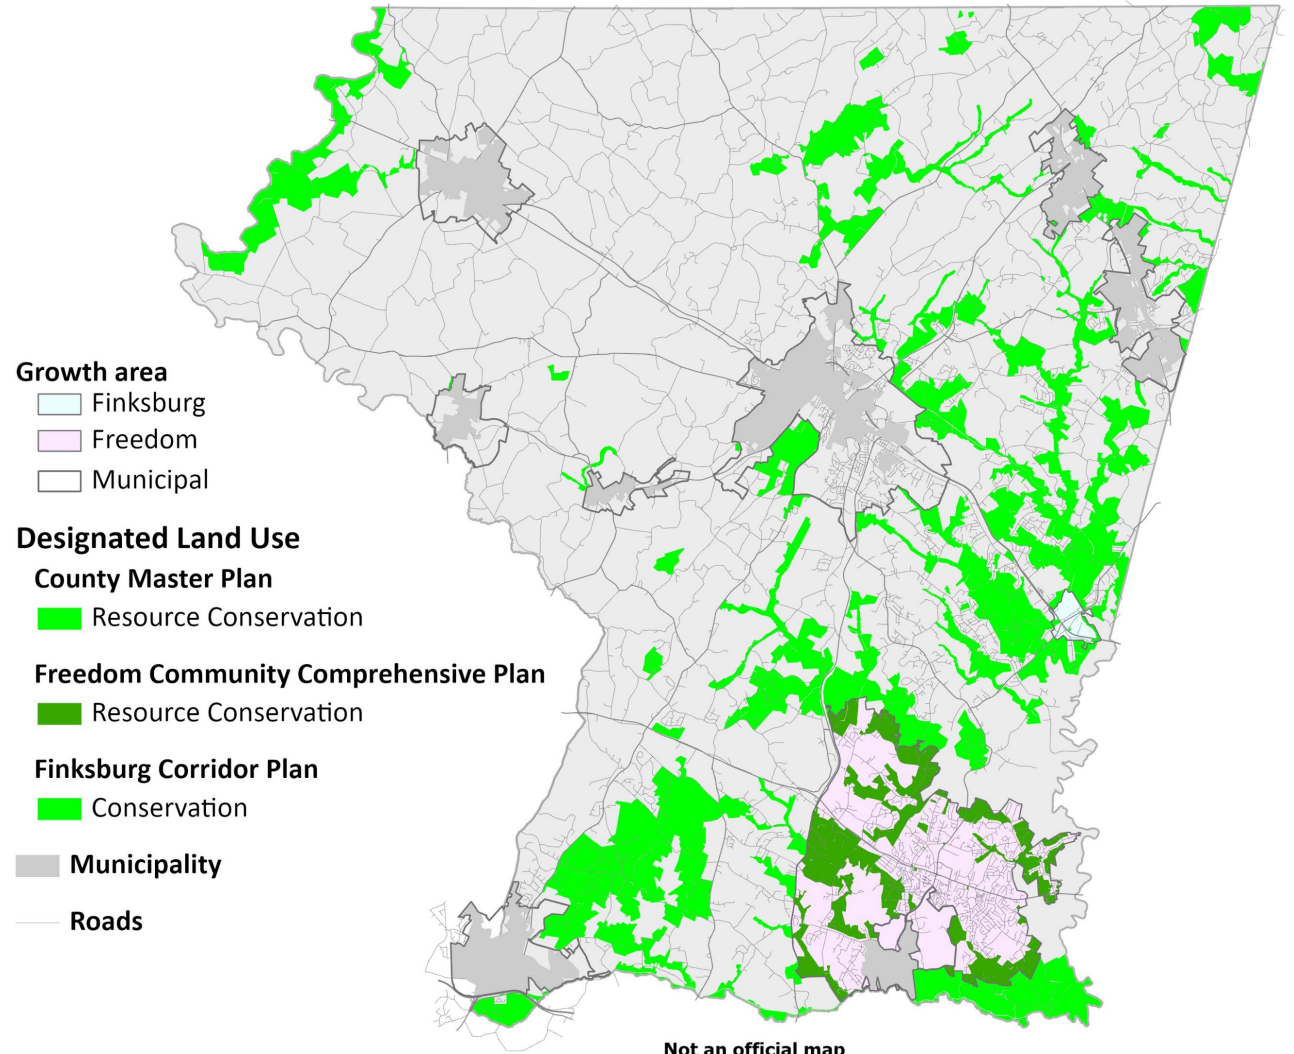 Growth area
Finksburg
Freedom
Municipal
Designated Land Use
County Master Plan
Resource Conservation
Freedom Community Comprehensive Plan
Resource Conservation
Finksburg Corridor Plan
Conservation
Municipality
Roads
Not an official map